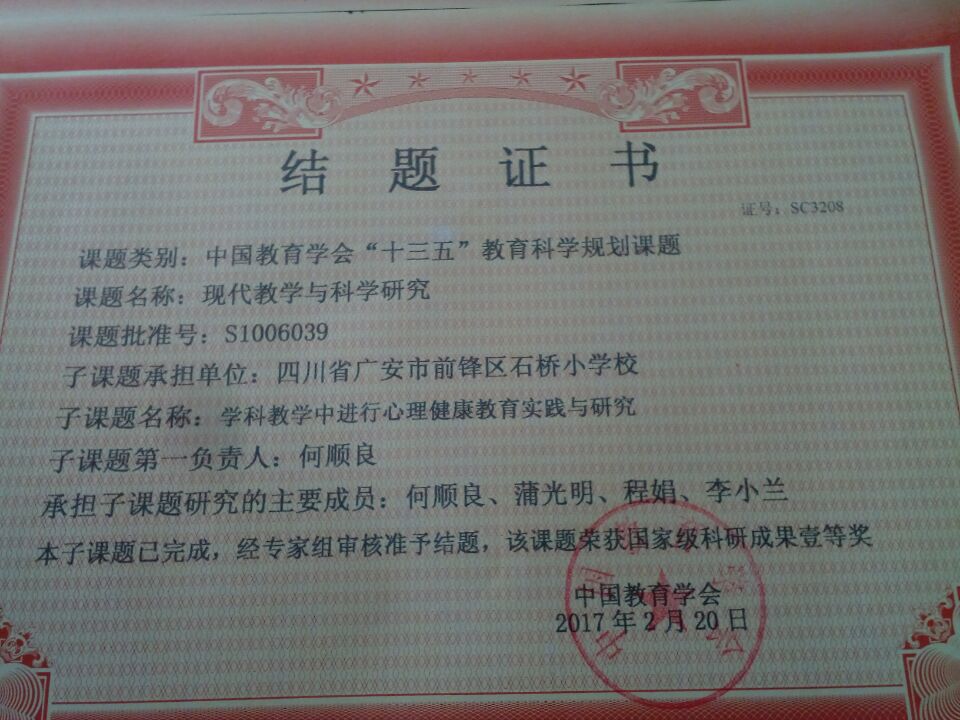 结题证书
证号：SC3208
课题类别：中国教育学会“十三五”教育科学规划课题
课题名称：现代教学与科学研究
课题批准号：S1006039
子课题承担单位：四川省广安市前锋区石桥小学校
子课题名称：学科教学中进行心理健康教育实践与研究
子课题第一负责人：何顺良
承担子课题研究的主要成员：何顺良、蒲光明、程娟、李小兰
本子课题已完成，经专家组审核准予结题，该课题荣获国家级科研成果壹等奖
中国教育学会
2017年2月20日